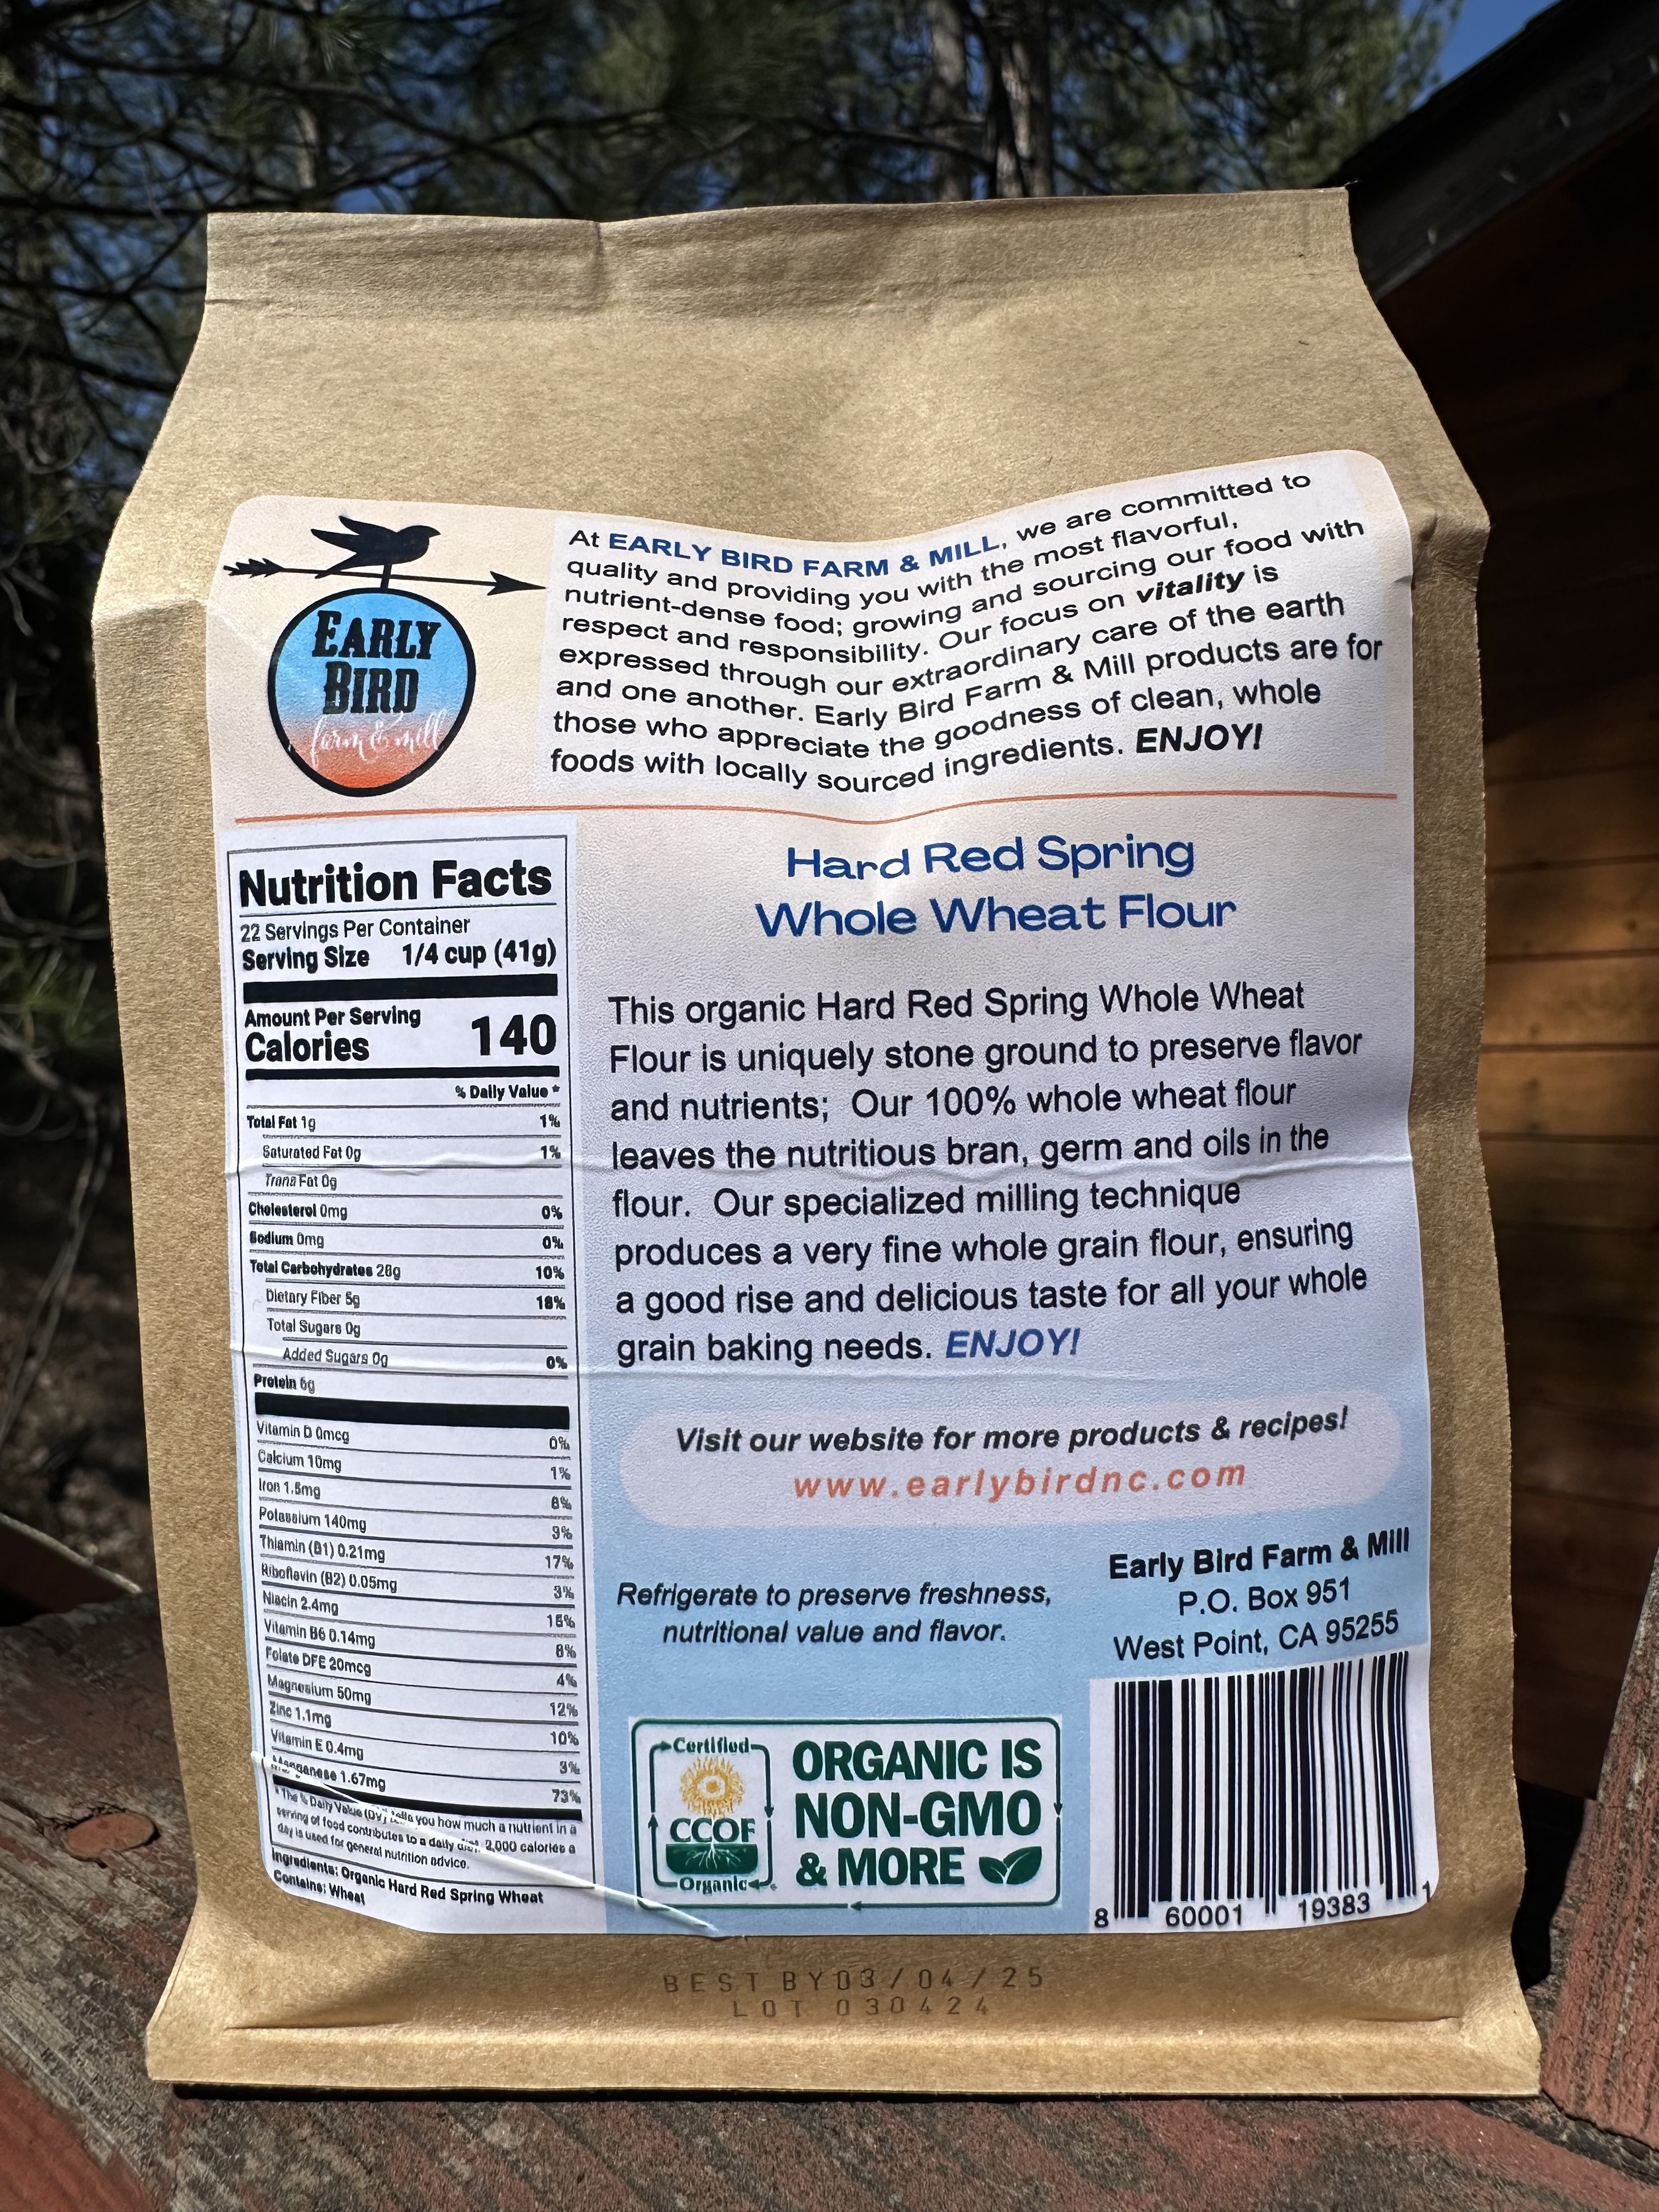 EARLY
BIRD
farm & mill
At EARLY BIRD FARM & MILL, we are committed to
quality and providing you with the most flavorful,
nutrient-dense food; growing and sourcing our food with
respect and responsibility. Our focus on vitality is
expressed through our extraordinary care of the earth
and one another. Early Bird Farm & Mill products are for
those who appreciate the goodness of clean, whole
foods with locally sourced ingredients. ENJOY!
Nutrition Facts
22 Servings Per Container
Serving Size 1/4 cup (41g)
Amount Per Serving
Calories 140
% Daily Value *
Total Fat 1g 1%
Saturated Fat 0g 1%
Trans Fat 0g
Cholesterol 0mg 0%
Sodium 0mg 0%
Total Carbohydrates 28g 10%
Dietary Fiber 5g 18%
Total Sugars 0g
Added Sugars 0g 0%
Protein 6g
Vitamin D 0mcg 0%
Calcium 10mg 1%
Iron 1.5mg 8%
Potassium 140mg 3%
Thiamin (B1) 0.21mg 17%
Riboflavin (B2) 0.05mg 3%
Niacin 2.4mg 15%
Vitamin B6 0.14mg 8%
Folate DFE 20mcg 4%
Magnesium 50mg 12%
Zinc 1.1mg 10%
Vitamin E 0.4mg 3%
Manganese 1.67mg 73%
* The % Daily Value (DV) tells you how much a nutrient in a
serving of food contributes to a daily diet. 2,000 calories a
day is used for general nutrition advice.
Ingredients: Organic Hard Red Spring Wheat
Contains: Wheat
Hard Red Spring
Whole Wheat Flour
This organic Hard Red Spring Whole Wheat
Flour is uniquely stone ground to preserve flavor
and nutrients; Our 100% whole wheat flour
leaves the nutritious bran, germ and oils in the
flour. Our specialized milling technique
produces a very fine whole grain flour, ensuring
a good rise and delicious taste for all your whole
grain baking needs. ENJOY!
Visit our website for more products & recipes!
www.earlybirdnc.com
Refrigerate to preserve freshness,
nutritional value and flavor.
Early Bird Farm & Mill
P.O. Box 951
West Point, CA 95255
Certified
CCOF
Organic
ORGANIC IS
NON-GMO
& MORE
8 60001 19383 1
BEST BY 03/04/25
LOT 030424